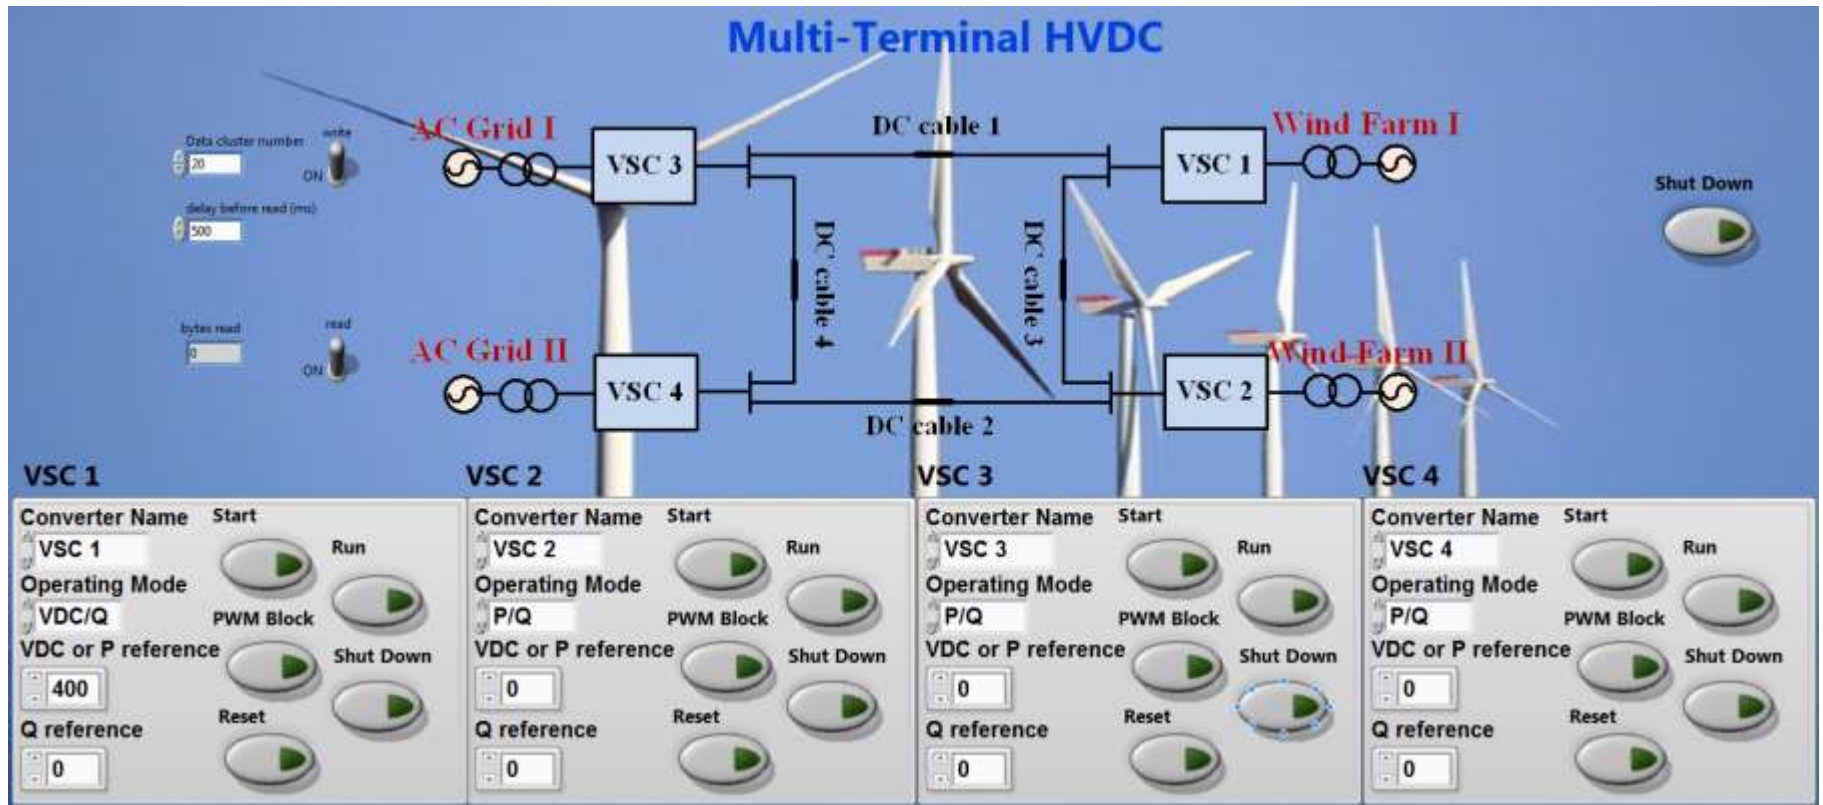 Multi-Terminal HVDC
AC Grid I
VSC 3
DC cable 1
VSC 1
Wind Farm I
Data cluster number
20
write
ON
delay before read (ms)
500
Shut Down
DC cable 4
DC cable 3
bytes read
0
read
ON
AC Grid II
VSC 4
DC cable 2
VSC 2
Wind Farm II
VSC 1
Converter Name
Start
VSC 1
Run
Operating Mode
VDC/Q
PWM Block
VDC or P reference
Shut Down
400
Reset
Q reference
0
VSC 2
Converter Name
Start
VSC 2
Run
Operating Mode
P/Q
PWM Block
VDC or P reference
Shut Down
0
Reset
Q reference
0
VSC 3
Converter Name
Start
VSC 3
Run
Operating Mode
P/Q
PWM Block
VDC or P reference
Shut Down
0
Reset
Q reference
0
VSC 4
Converter Name
Start
VSC 4
Run
Operating Mode
P/Q
PWM Block
VDC or P reference
Shut Down
0
Reset
Q reference
0